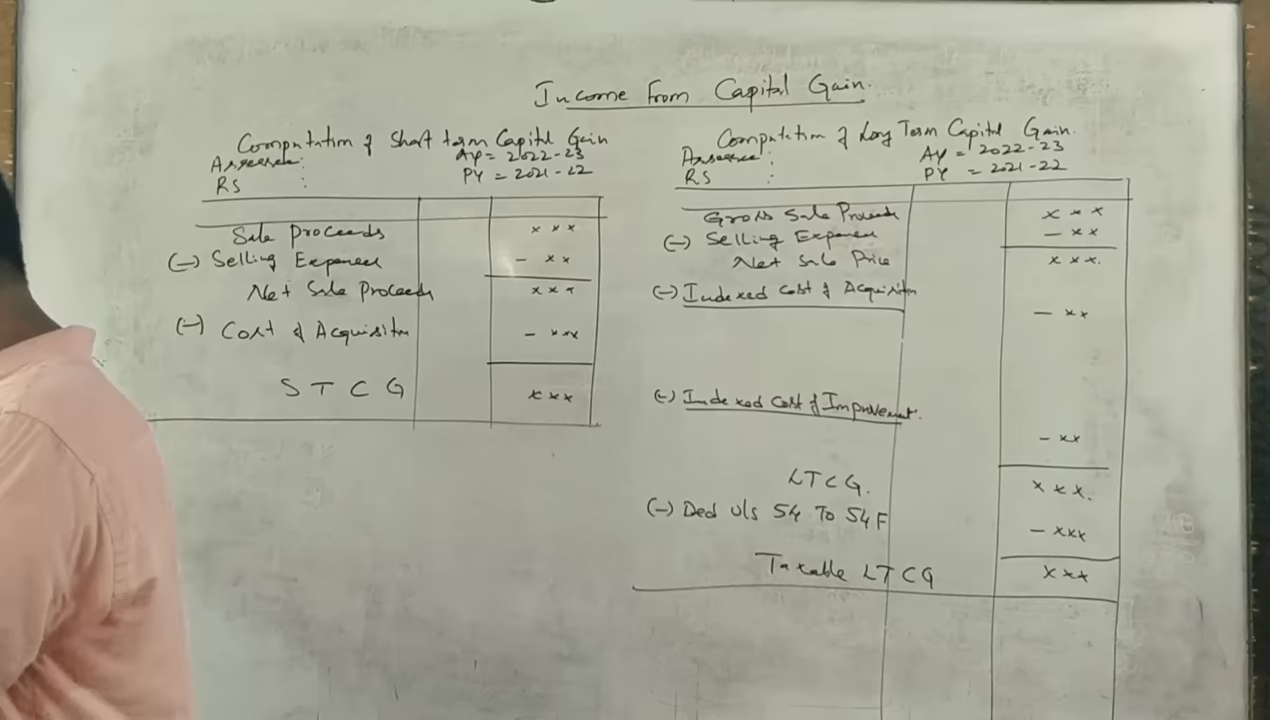 Income From Capital Gain.
Computation of Short term Capital Gain
Assessee: AY = 2022-23
RS : PY = 2021-22
Sale Proceeds xxx
(-) Selling Expenses - xx
Net Sale Proceeds xxx
(-) Cost of Acquisition - xxx
STCG xxx
Computation of Long Term Capital Gain.
Assessee: AY = 2022-23
RS : PY = 2021-22
Gross Sale Proceeds xxx
(-) Selling Expenses - xx
Net Sale Price xxx.
(-) Indexed Cost of Acquisition
- xx
(-) Indexed Cost of Improvement.
- xx
LTCG. xxx.
(-) Ded U/s 54 To 54F
- xxx
Taxable LTCG xxx